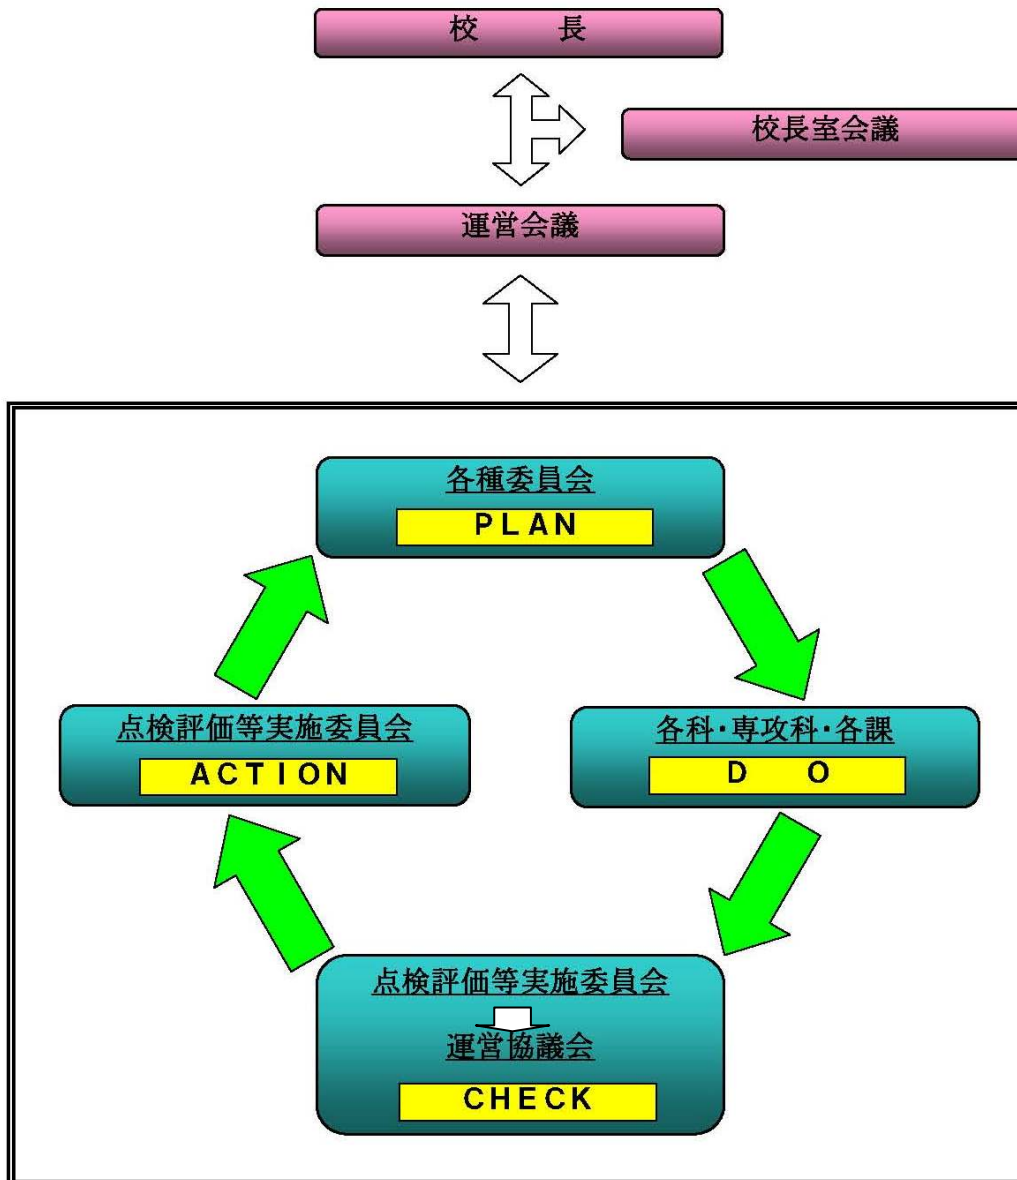 校　　長
校長室会議
運営会議
各種委員会
ＰＬＡＮ
点検評価等実施委員会
ＡＣＴＩＯＮ
各科・専攻科・各課
Ｄ　Ｏ
点検評価等実施委員会
運営協議会
ＣＨＥＣＫ